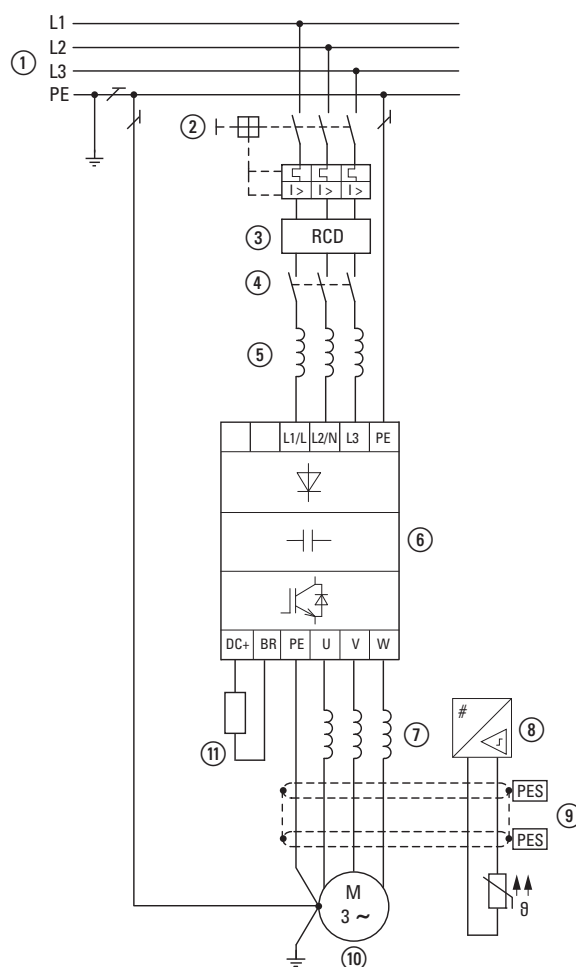 L1
L2
① L3
PE
②
I> I> I>
③ RCD
④
⑤
L1/L L2/N L3 PE
⑥
DC+ BR PE U V W
#
⑦ ⑧
⑪
PES
⑨
PES
M
3 ~
ϑ
⑩